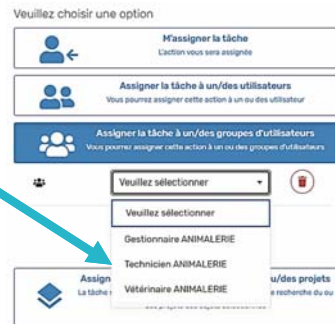 Veuillez choisir une option
M'assigner la tâche
L'action vous sera assignée
Assigner la tâche à un/des utilisateurs
Vous pourrez assigner cette action à un ou des utilisateur
Assigner la tâche à un/des groupes d'utilisateurs
Vous pourrez assigner cette action à un ou des groupes d'utilisateurs
Veuillez sélectionner
Veuillez sélectionner
Gestionnaire ANIMALERIE
Technicien ANIMALERIE
Vétérinaire ANIMALERIE
Assign u/des projets
La tâche recherche du ou